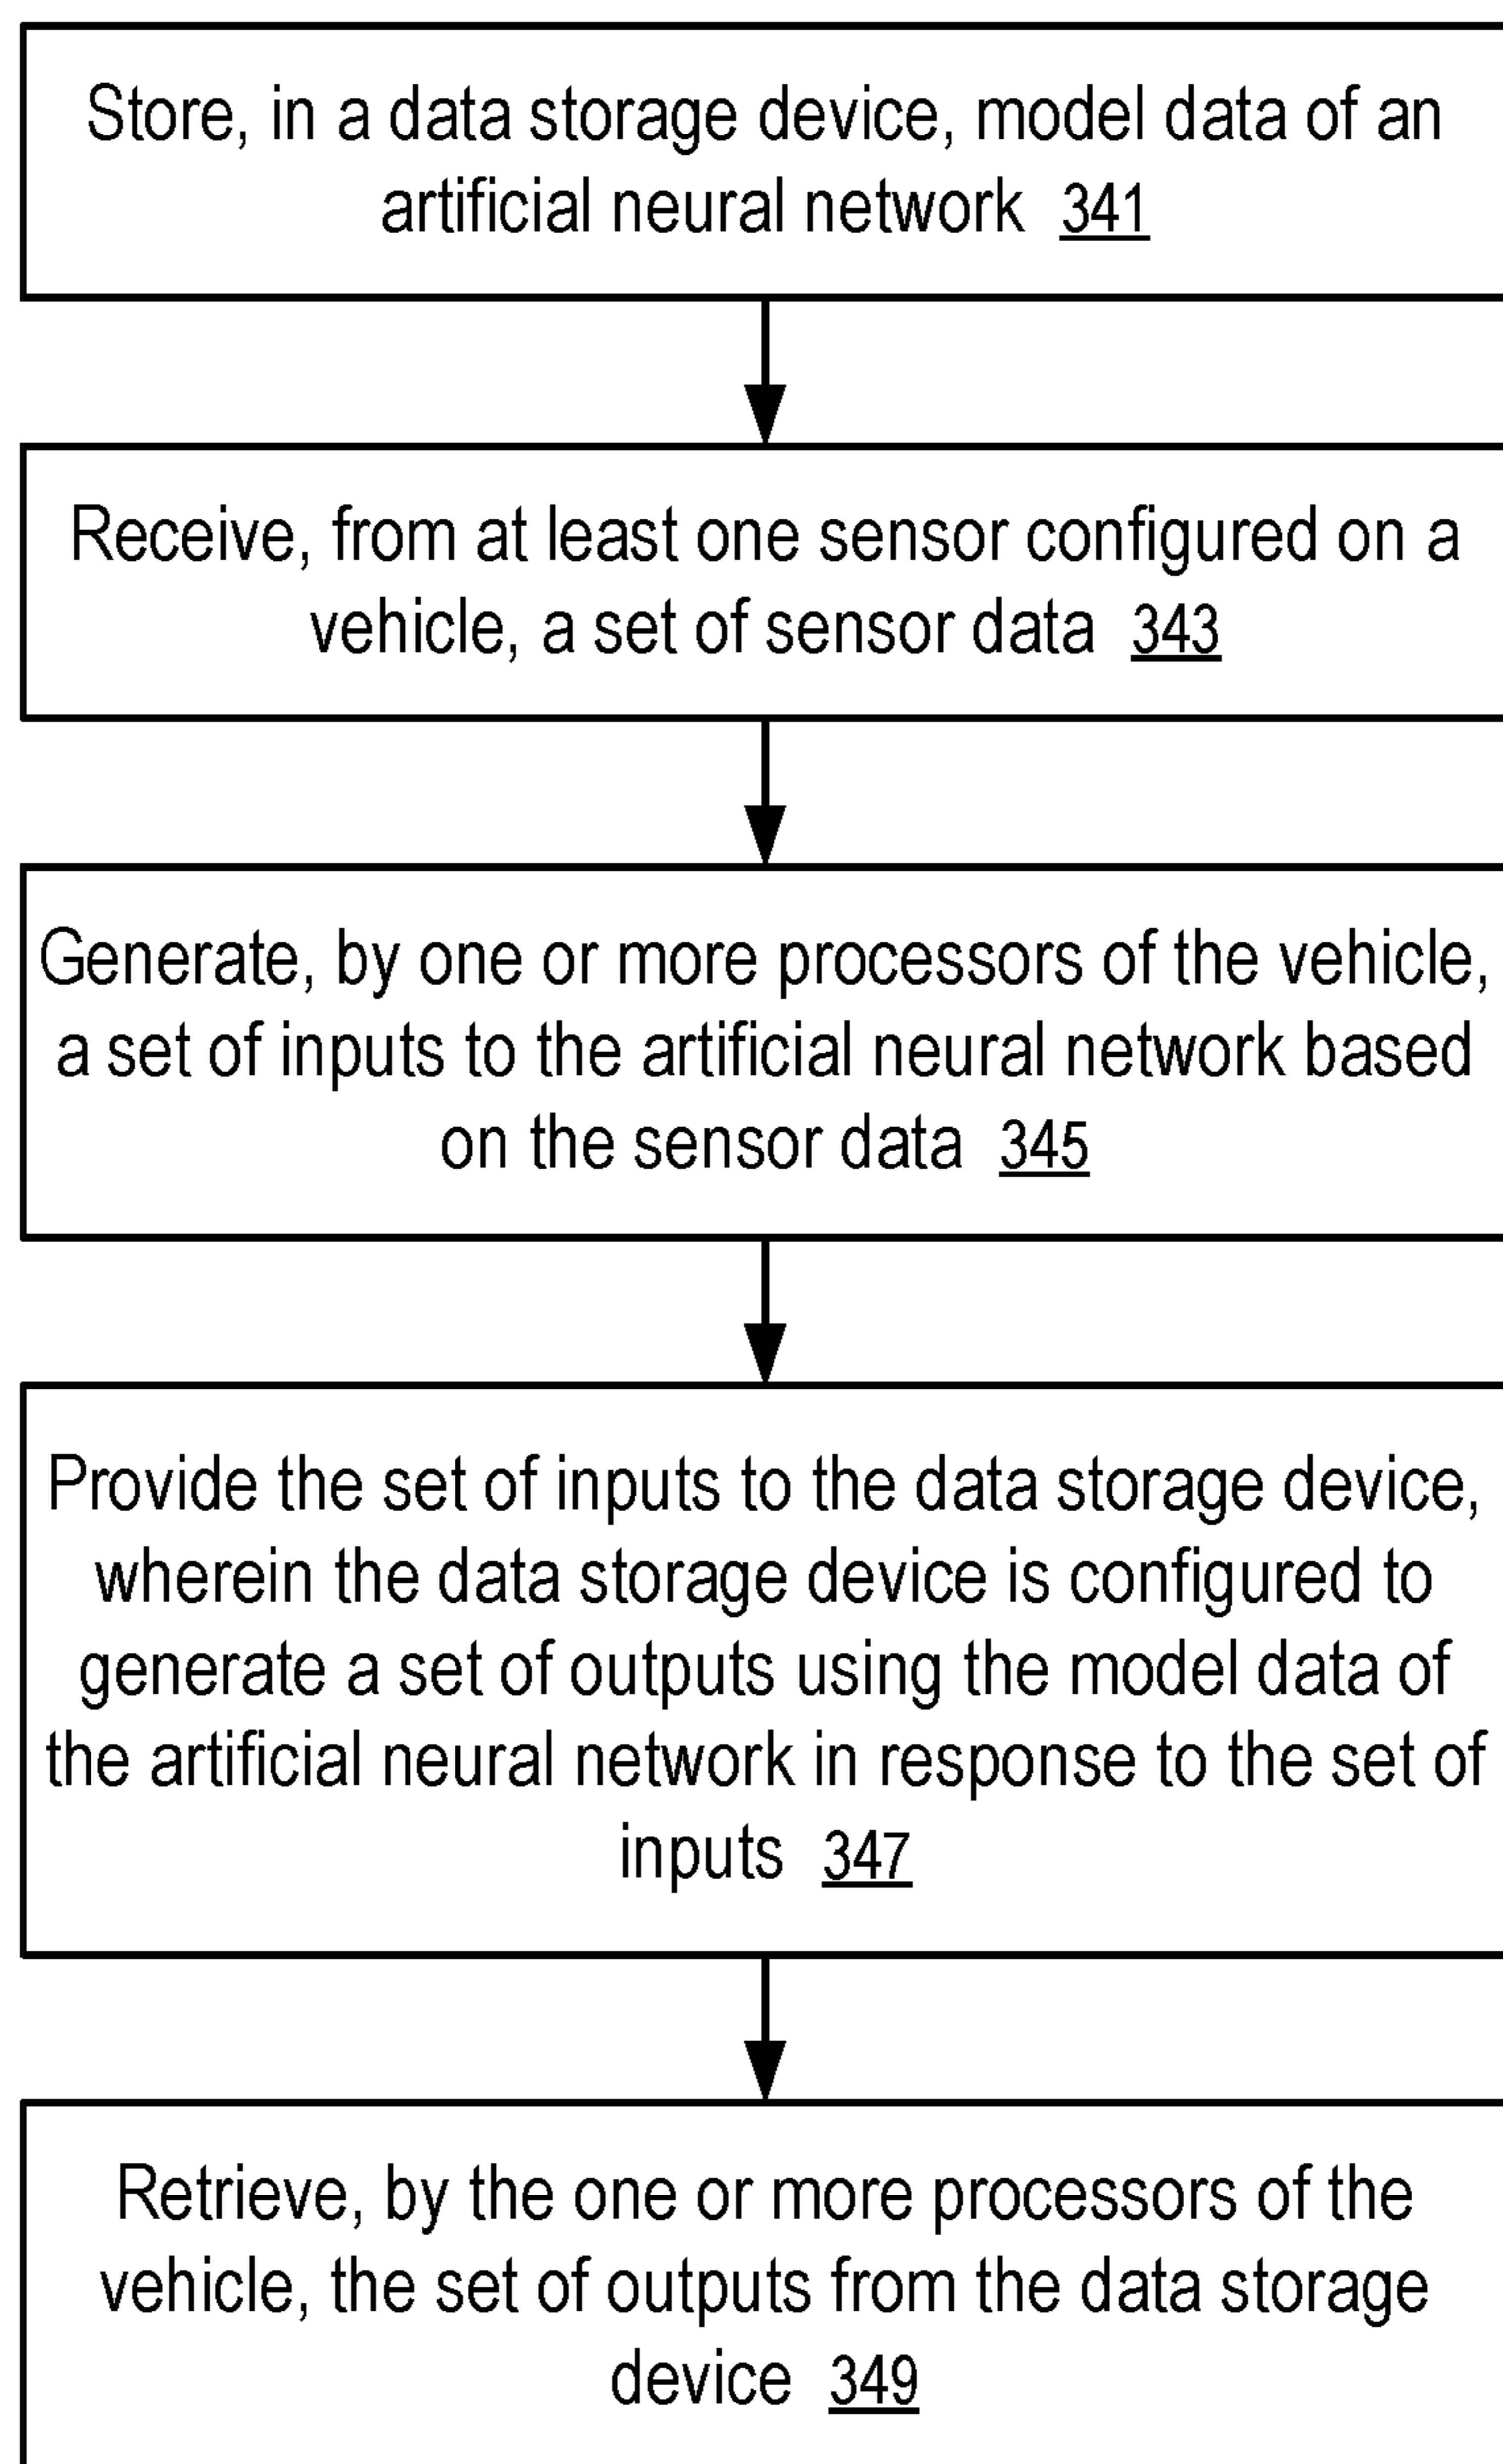 Store, in a data storage device, model data of an
artificial neural network 341
Receive, from at least one sensor configured on a
vehicle, a set of sensor data 343
Generate, by one or more processors of the vehicle,
a set of inputs to the artificial neural network based
on the sensor data 345
Provide the set of inputs to the data storage device,
wherein the data storage device is configured to
generate a set of outputs using the model data of
the artificial neural network in response to the set of
inputs 347
Retrieve, by the one or more processors of the
vehicle, the set of outputs from the data storage
device 349